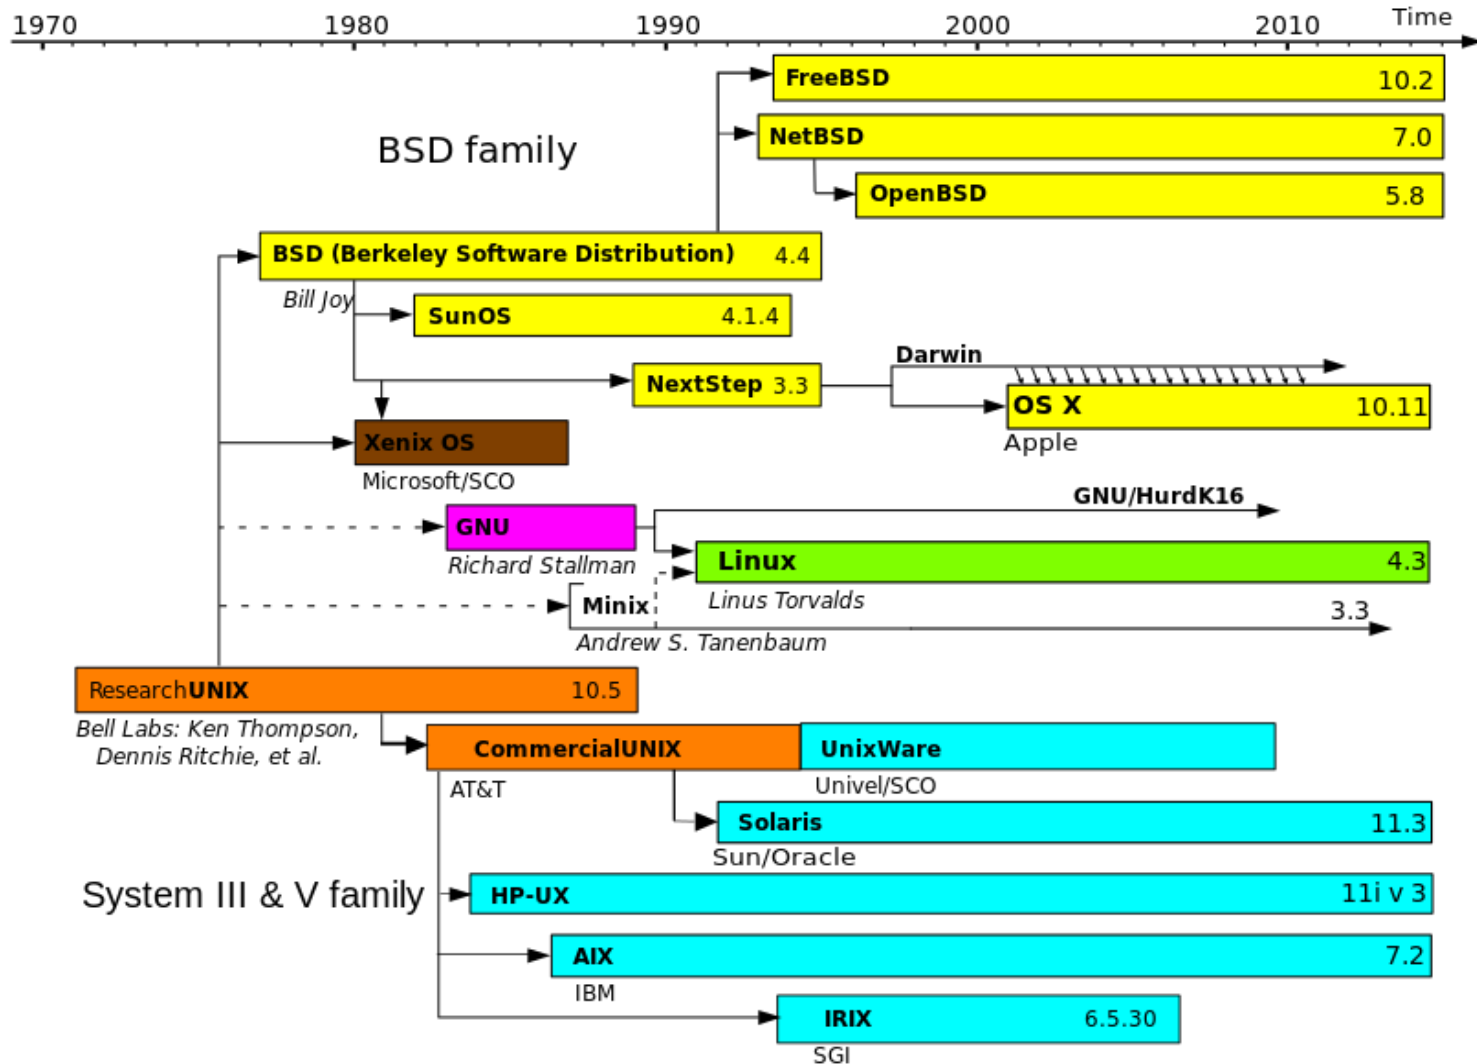 1970 1980 1990 2000 2010 Time
FreeBSD 10.2
NetBSD 7.0
BSD family
OpenBSD 5.8
BSD (Berkeley Software Distribution) 4.4
Bill Joy
SunOS 4.1.4
Darwin
NextStep 3.3
OS X 10.11
Apple
Xenix OS
Microsoft/SCO
GNU/HurdK16
GNU
Richard Stallman
Linux 4.3
Linus Torvalds
Minix 3.3
Andrew S. Tanenbaum
ResearchUNIX 10.5
Bell Labs: Ken Thompson,
Dennis Ritchie, et al.
CommercialUNIX
UnixWare
AT&T
Univel/SCO
Solaris 11.3
Sun/Oracle
System III & V family
HP-UX 11i v 3
AIX 7.2
IBM
IRIX 6.5.30
SGI